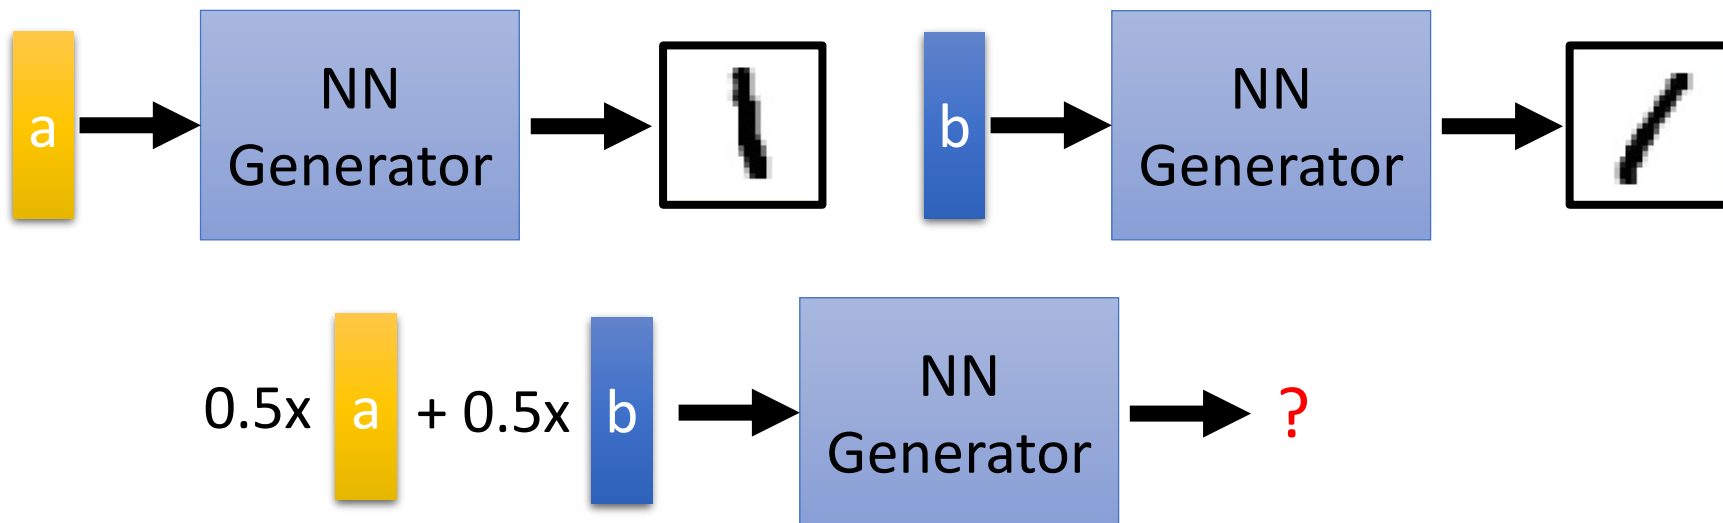 a
NN
Generator
b
NN
Generator
0.5x a + 0.5x b
NN
Generator
?